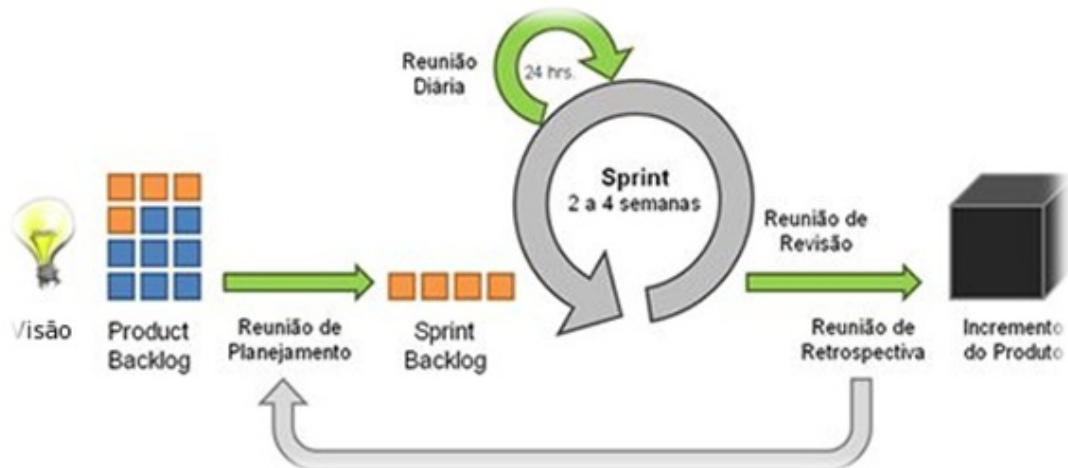 Reunião
Diária
24 hrs.
Sprint
2 a 4 semanas
Reunião de
Revisão
Visão
Product
Backlog
Reunião de
Planejamento
Sprint
Backlog
Reunião de
Retrospectiva
Incremento
do Produto